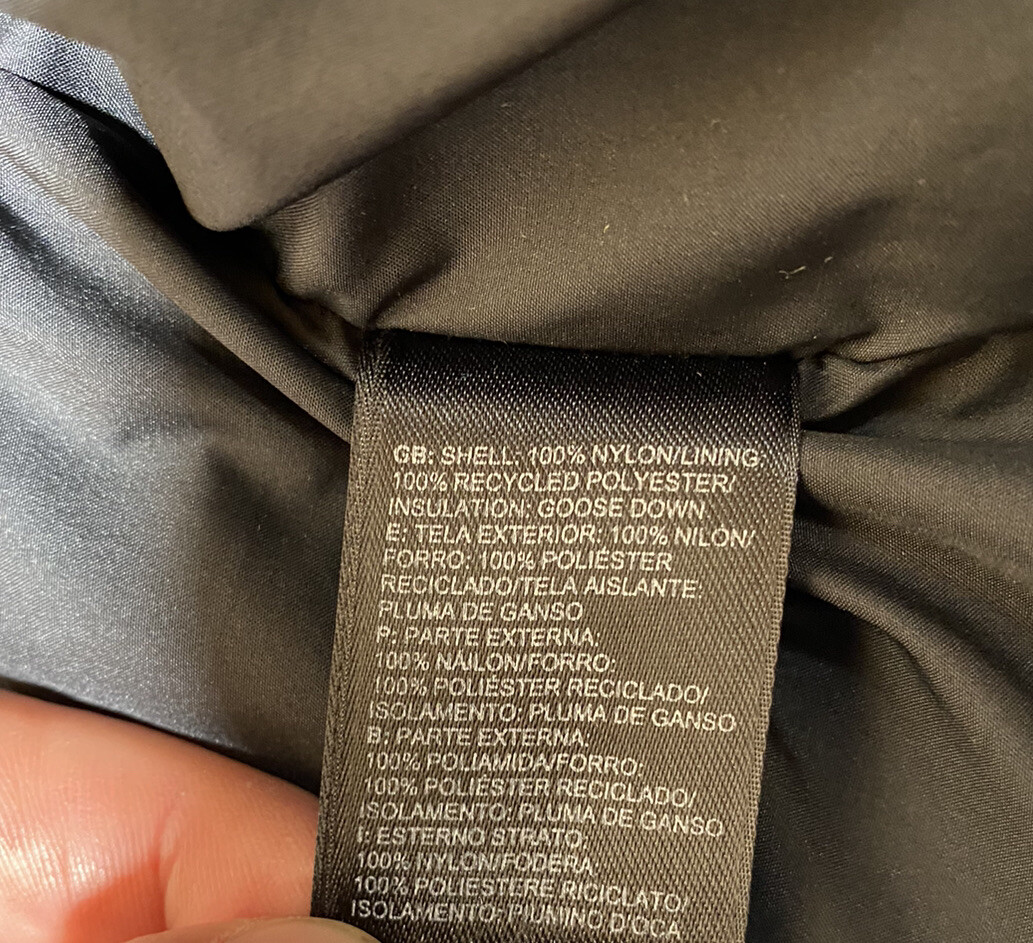 GB: SHELL: 100% NYLON/LINING:
100% RECYCLED POLYESTER/
INSULATION: GOOSE DOWN
E: TELA EXTERIOR: 100% NILÓN/
FORRO: 100% POLIÉSTER
RECICLADO/TELA AISLANTE:
PLUMA DE GANSO
P: PARTE EXTERNA:
100% NÁILON/FORRO:
100% POLIÉSTER RECICLADO/
ISOLAMENTO: PLUMA DE GANSO
B: PARTE EXTERNA:
100% POLIAMIDA/FORRO:
100% POLIÉSTER RECICLADO/
ISOLAMENTO: PLUMA DE GANSO
I: ESTERNO STRATO:
100% NYLON/FODERA:
100% POLIESTERE RICICLATO/
ISOLAMENTO: PIUMINO D'OCA